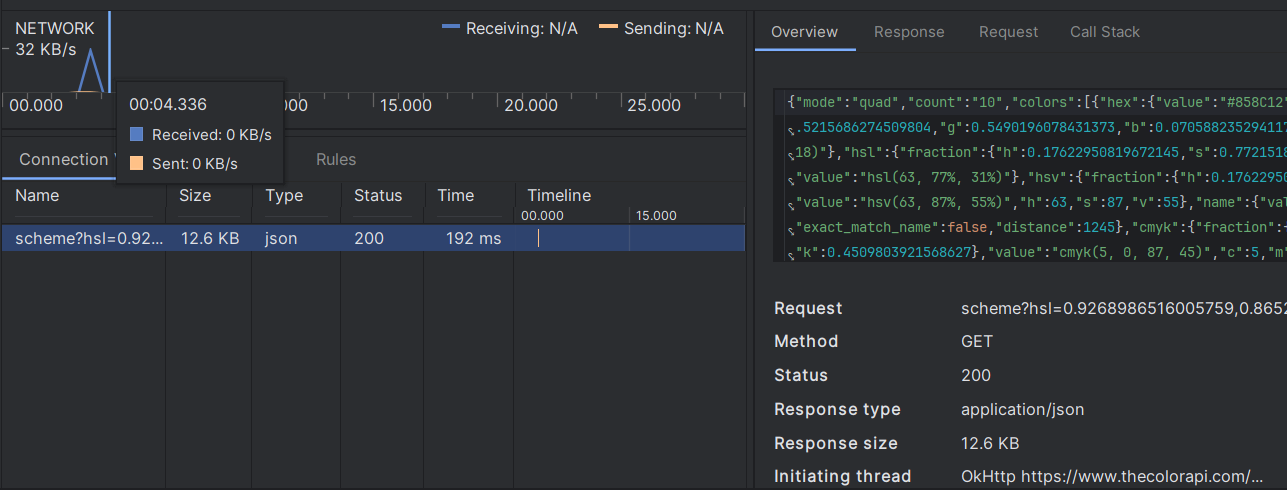 NETWORK
32 KB/s
Receiving: N/A
Sending: N/A
00.000
000
15.000
20.000
25.000
00:04.336
Received: 0 KB/s
Sent: 0 KB/s
Connection
Rules
Name
Size
Type
Status
Time
Timeline
00.000
15.000
scheme?hsl=0.92...
12.6 KB
json
200
192 ms
Overview
Response
Request
Call Stack
{"mode":"quad","count":"10","colors":[{"hex":{"value":"#858C12"
.5215686274509804,"g":0.5490196078431373,"b":0.070588235294117
18)"},"hsl":{"fraction":{"h":0.17622950819672145,"s":0.7721518
"value":"hsl(63, 77%, 31%)"},"hsv":{"fraction":{"h":0.17622950
"value":"hsv(63, 87%, 55%)","h":63,"s":87,"v":55},"name":{"val
"exact_match_name":false,"distance":1245},"cmyk":{"fraction":{
"k":0.4509803921568627},"value":"cmyk(5, 0, 87, 45)","c":5,"m"
Request
scheme?hsl=0.9268986516005759,0.8652
Method
GET
Status
200
Response type
application/json
Response size
12.6 KB
Initiating thread
OkHttp https://www.thecolorapi.com/...